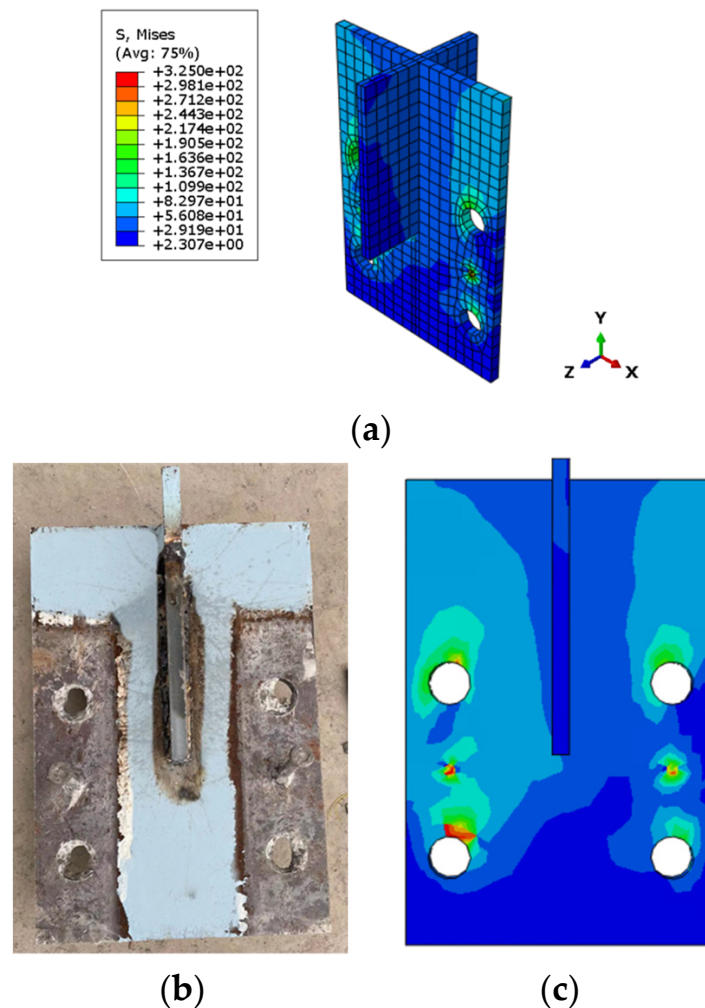 S, Mises
(Avg: 75%)
+3.250e+02
+2.981e+02
+2.712e+02
+2.443e+02
+2.174e+02
+1.905e+02
+1.636e+02
+1.367e+02
+1.099e+02
+8.297e+01
+5.608e+01
+2.919e+01
+2.307e+00
Y
Z
X
(a)
(b)
(c)